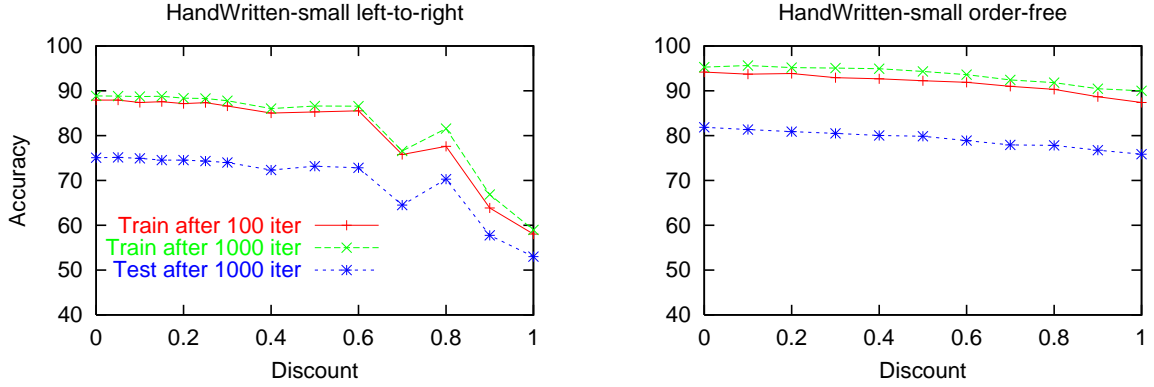 HandWritten-small left-to-right
100
90
80
70
60
50
40
Accuracy
Train after 100 iter
Train after 1000 iter
Test after 1000 iter
0 0.2 0.4 0.6 0.8 1
Discount
HandWritten-small order-free
100
90
80
70
60
50
40
0 0.2 0.4 0.6 0.8 1
Discount